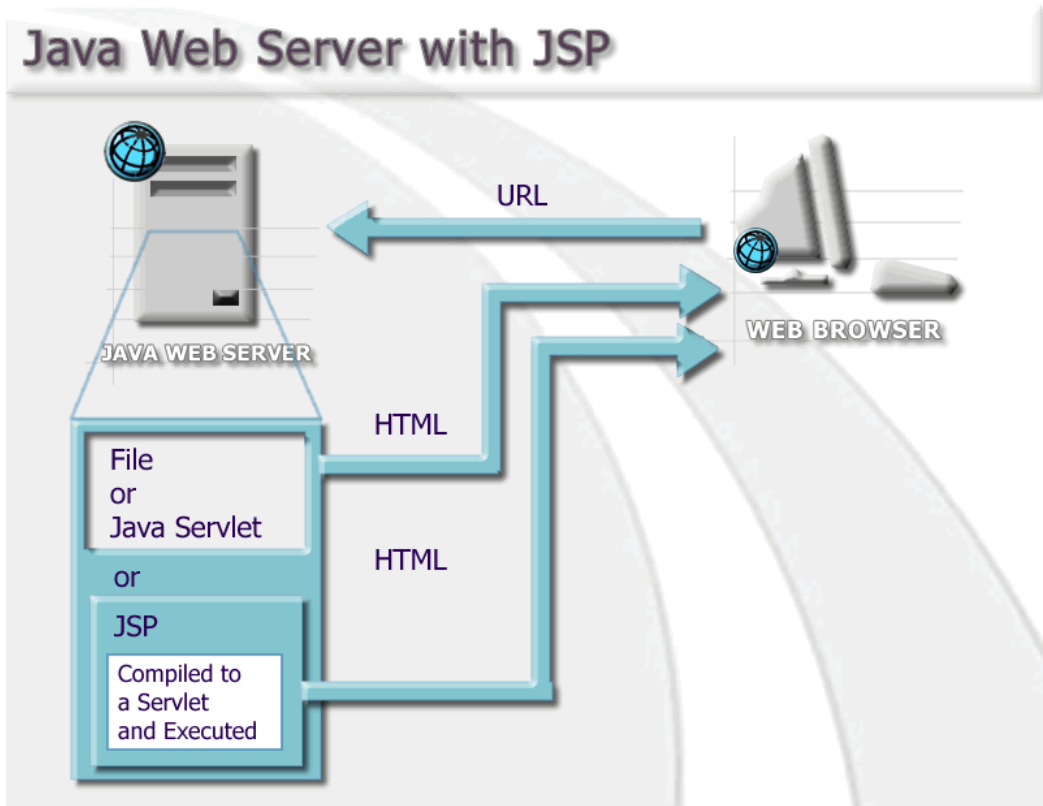 Java Web Server with JSP
URL
JAVA WEB SERVER
WEB BROWSER
HTML
File
or
Java Servlet
HTML
or
JSP
Compiled to
a Servlet
and Executed